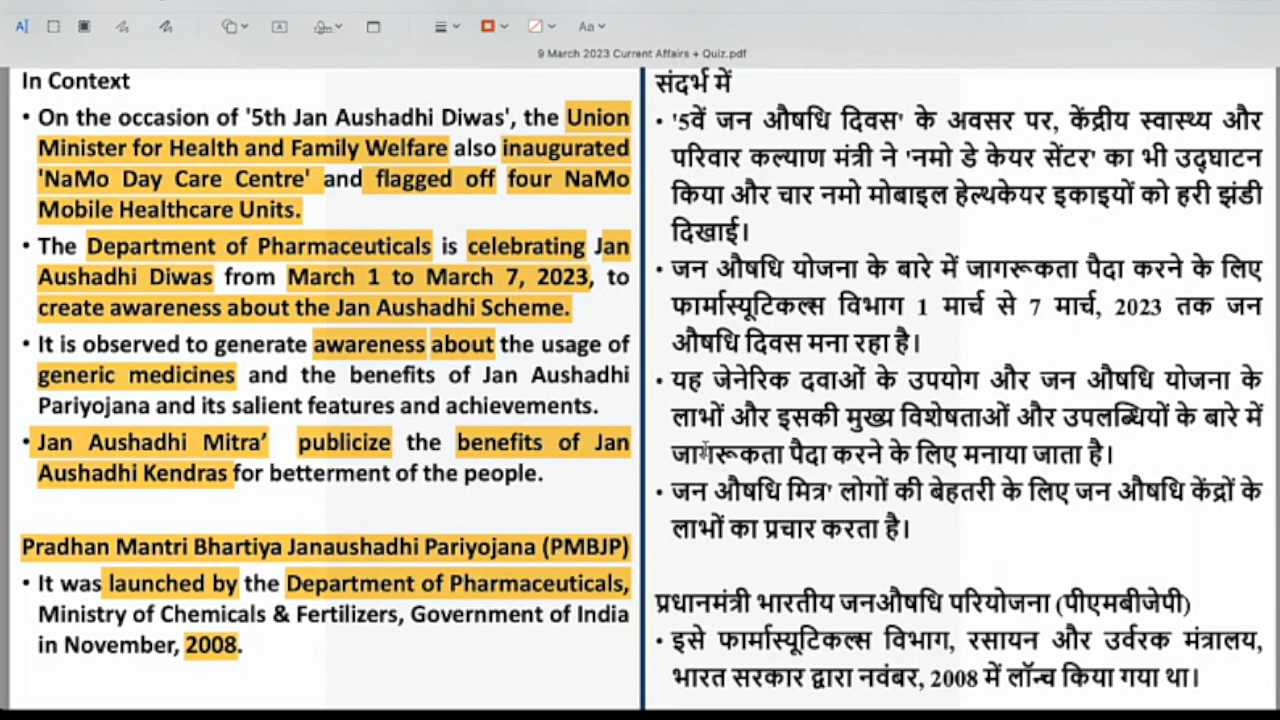 9 March 2023 Current Affairs + Quiz.pdf
In Context
• On the occasion of '5th Jan Aushadhi Diwas', the Union
Minister for Health and Family Welfare also inaugurated
'NaMo Day Care Centre' and flagged off four NaMo
Mobile Healthcare Units.
• The Department of Pharmaceuticals is celebrating Jan
Aushadhi Diwas from March 1 to March 7, 2023, to
create awareness about the Jan Aushadhi Scheme.
• It is observed to generate awareness about the usage of
generic medicines and the benefits of Jan Aushadhi
Pariyojana and its salient features and achievements.
• Jan Aushadhi Mitra’ publicize the benefits of Jan
Aushadhi Kendras for betterment of the people.
Pradhan Mantri Bhartiya Janaushadhi Pariyojana (PMBJP)
• It was launched by the Department of Pharmaceuticals,
Ministry of Chemicals & Fertilizers, Government of India
in November, 2008.
संदर्भ में
• '5वें जन औषधि दिवस' के अवसर पर, केंद्रीय स्वास्थ्य और
परिवार कल्याण मंत्री ने 'नमो डे केयर सेंटर' का भी उद्घाटन
किया और चार नमो मोबाइल हेल्थकेयर इकाइयों को हरी झंडी
दिखाई।
• जन औषधि योजना के बारे में जागरूकता पैदा करने के लिए
फार्मास्यूटिकल्स विभाग 1 मार्च से 7 मार्च, 2023 तक जन
औषधि दिवस मना रहा है।
• यह जेनेरिक दवाओं के उपयोग और जन औषधि योजना के
लाभों और इसकी मुख्य विशेषताओं और उपलब्धियों के बारे में
जागरूकता पैदा करने के लिए मनाया जाता है।
• जन औषधि मित्र' लोगों की बेहतरी के लिए जन औषधि केंद्रों के
लाभों का प्रचार करता है।
प्रधानमंत्री भारतीय जनऔषधि परियोजना (पीएमबीजेपी)
• इसे फार्मास्यूटिकल्स विभाग, रसायन और उर्वरक मंत्रालय,
भारत सरकार द्वारा नवंबर, 2008 में लॉन्च किया गया था।